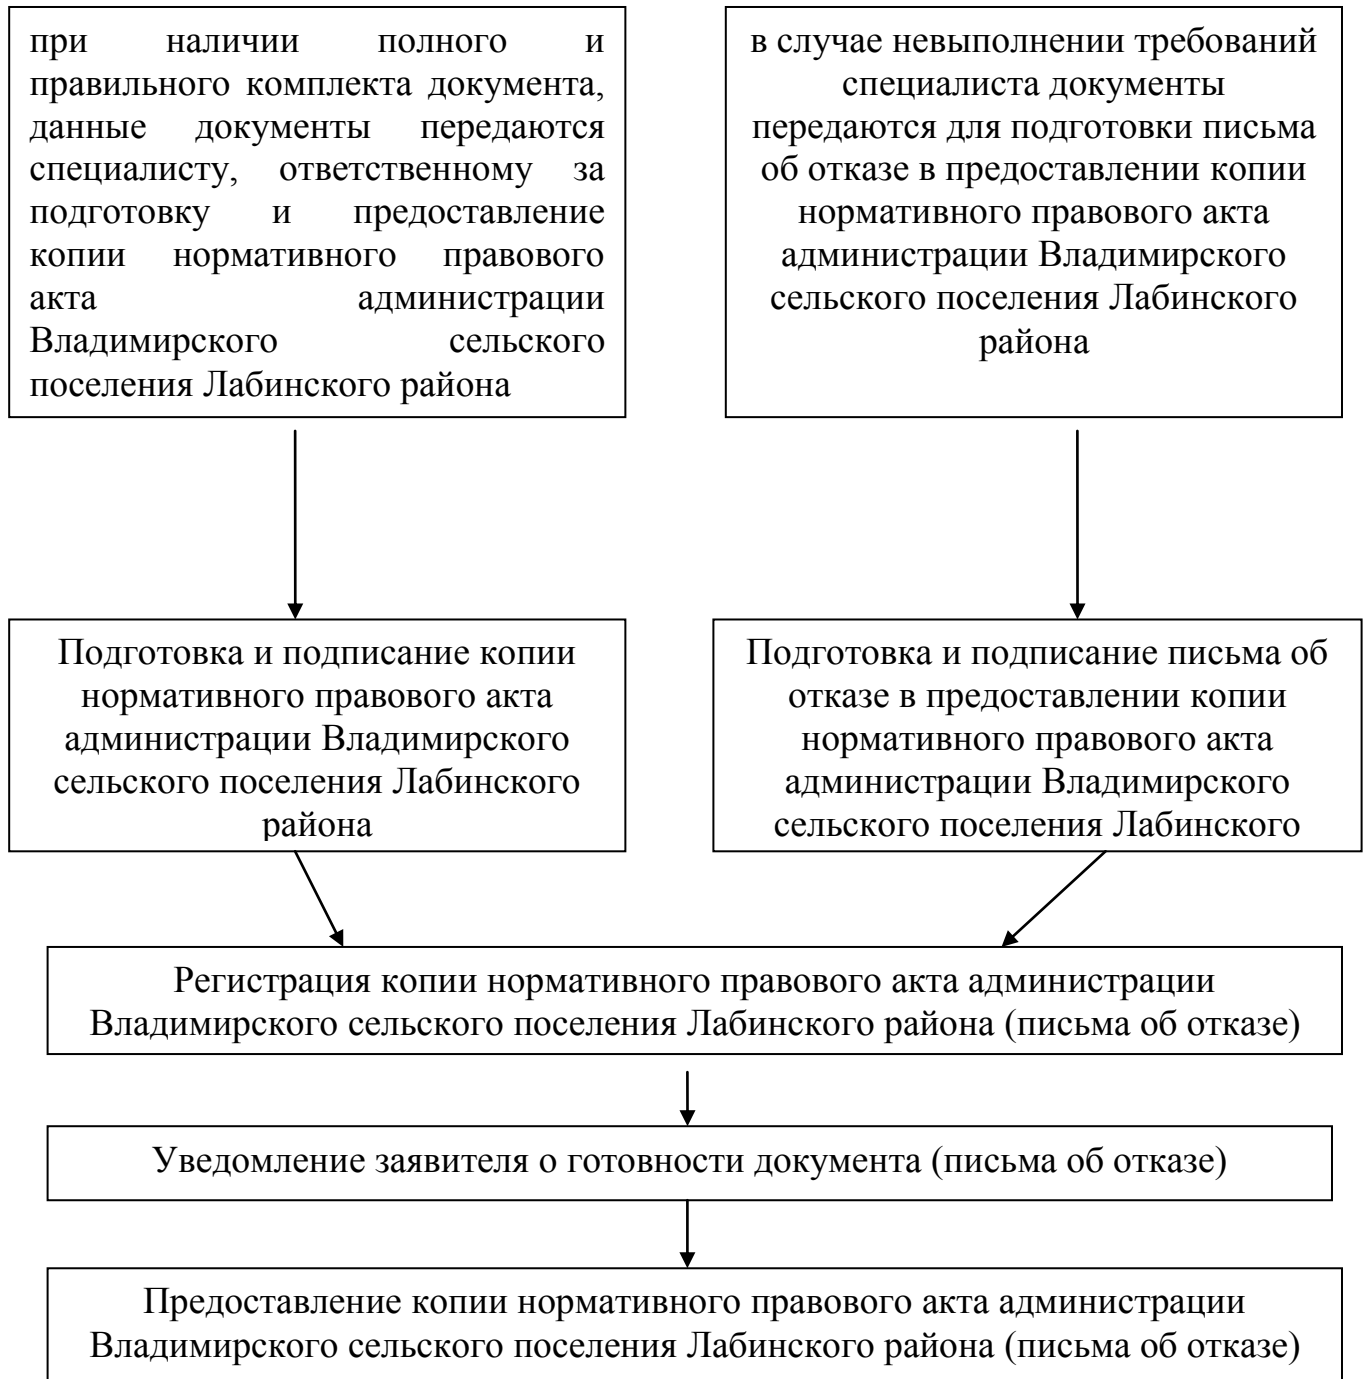 при наличии полного и
правильного комплекта документа,
данные документы передаются
специалисту, ответственному за
подготовку и предоставление
копии нормативного правового
акта администрации
Владимирского сельского
поселения Лабинского района
в случае невыполнении требований
специалиста документы
передаются для подготовки письма
об отказе в предоставлении копии
нормативного правового акта
администрации Владимирского
сельского поселения Лабинского
района
Подготовка и подписание копии
нормативного правового акта
администрации Владимирского
сельского поселения Лабинского
района
Подготовка и подписание письма об
отказе в предоставлении копии
нормативного правового акта
администрации Владимирского
сельского поселения Лабинского
Регистрация копии нормативного правового акта администрации
Владимирского сельского поселения Лабинского района (письма об отказе)
Уведомление заявителя о готовности документа (письма об отказе)
Предоставление копии нормативного правового акта администрации
Владимирского сельского поселения Лабинского района (письма об отказе)